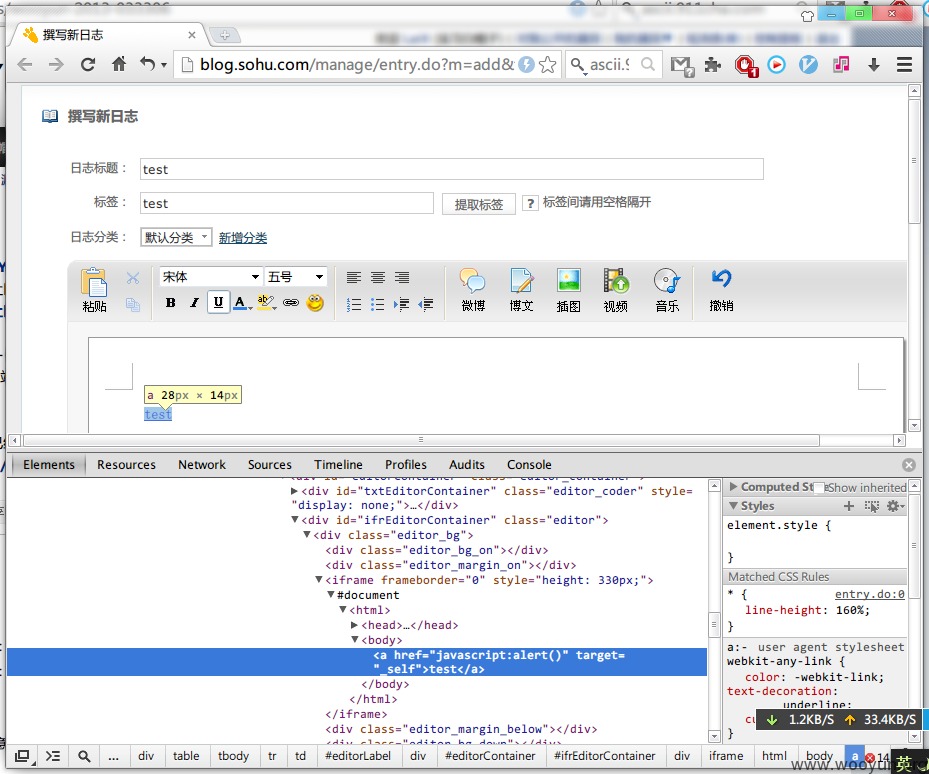 撰写新日志
blog.sohu.com/manage/entry.do?m=add&
ascii.9
撰写新日志
日志标题： test
标签： test 提取标签 ? 标签间请用空格隔开
日志分类： 默认分类 新增分类
宋体 五号
粘贴 B I U A ab 微博 博文 插图 视频 音乐 撤销
a 28px × 14px
test
Elements Resources Network Sources Timeline Profiles Audits Console
<div id="txtEditorContainer" class="editor_coder" style=
"display: none;">…</div>
<div id="ifrEditorContainer" class="editor">
<div class="editor_bg">
<div class="editor_bg_on"></div>
<div class="editor_margin_on"></div>
<iframe frameborder="0" style="height: 330px;">
#document
<html>
<head>…</head>
<body>
<a href="javascript:alert()" target=
"_self">test</a>
</body>
</html>
</iframe>
<div class="editor_margin_below"></div>
<div class="editor_bg_down"></div>
Computed St Show inherited
Styles
element.style {
}
Matched CSS Rules
* { entry.do:0
line-height: 160%;
}
a:- user agent stylesheet
webkit-any-link {
color: -webkit-link;
text-decoration:
underline;
1.2KB/S 33.4KB/S
... div table tbody tr td #editorLabel div #editorContainer #ifrEditorContainer div iframe html body a 14
英